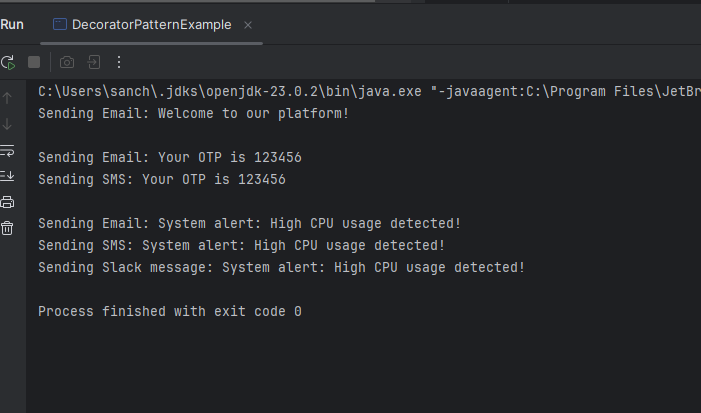 Run
DecoratorPatternExample
C:\Users\sanch\.jdks\openjdk-23.0.2\bin\java.exe "-javaagent:C:\Program Files\JetBr
Sending Email: Welcome to our platform!
Sending Email: Your OTP is 123456
Sending SMS: Your OTP is 123456
Sending Email: System alert: High CPU usage detected!
Sending SMS: System alert: High CPU usage detected!
Sending Slack message: System alert: High CPU usage detected!
Process finished with exit code 0